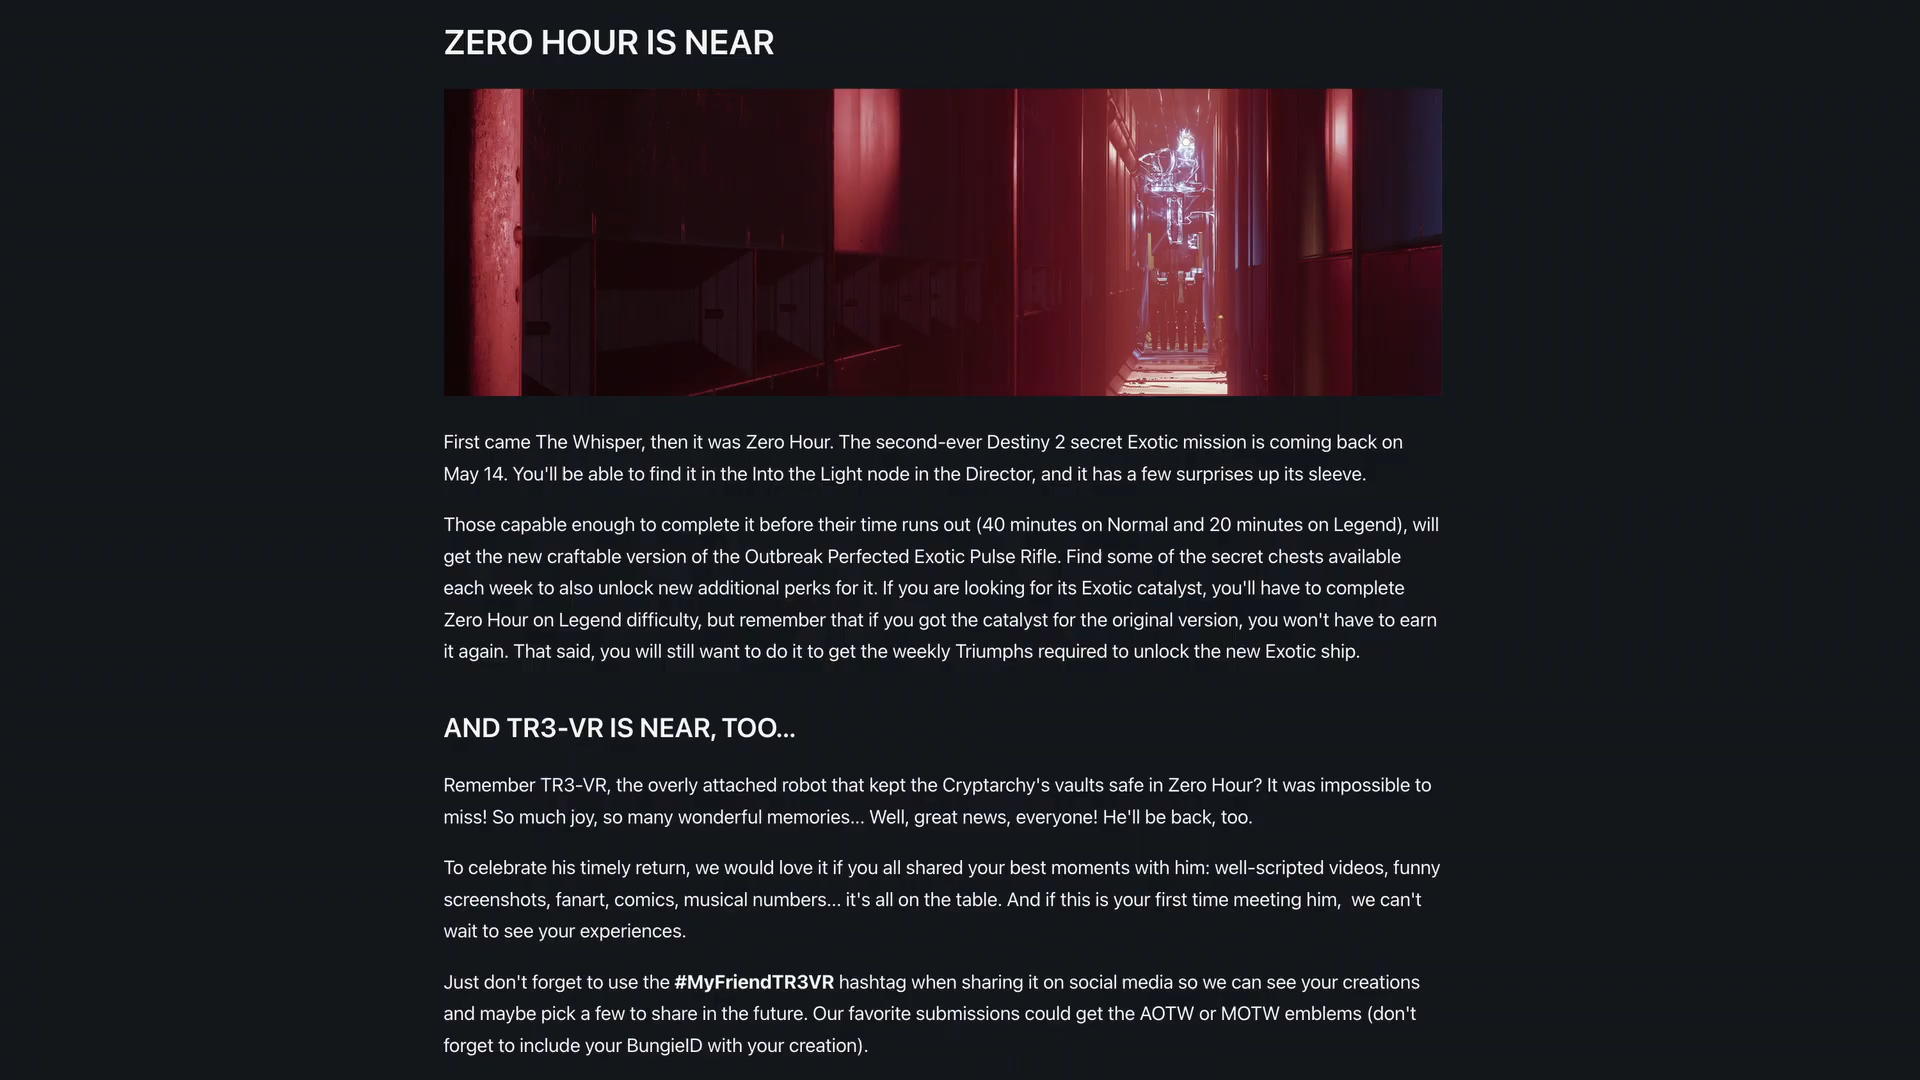 ZERO HOUR IS NEAR
First came The Whisper, then it was Zero Hour. The second-ever Destiny 2 secret Exotic mission is coming back on
May 14. You'll be able to find it in the Into the Light node in the Director, and it has a few surprises up its sleeve.
Those capable enough to complete it before their time runs out (40 minutes on Normal and 20 minutes on Legend), will
get the new craftable version of the Outbreak Perfected Exotic Pulse Rifle. Find some of the secret chests available
each week to also unlock new additional perks for it. If you are looking for its Exotic catalyst, you'll have to complete
Zero Hour on Legend difficulty, but remember that if you got the catalyst for the original version, you won't have to earn
it again. That said, you will still want to do it to get the weekly Triumphs required to unlock the new Exotic ship.
AND TR3-VR IS NEAR, TOO...
Remember TR3-VR, the overly attached robot that kept the Cryptarchy's vaults safe in Zero Hour? It was impossible to
miss! So much joy, so many wonderful memories... Well, great news, everyone! He'll be back, too.
To celebrate his timely return, we would love it if you all shared your best moments with him: well-scripted videos, funny
screenshots, fanart, comics, musical numbers... it's all on the table. And if this is your first time meeting him,  we can't
wait to see your experiences.
Just don't forget to use the #MyFriendTR3VR hashtag when sharing it on social media so we can see your creations
and maybe pick a few to share in the future. Our favorite submissions could get the AOTW or MOTW emblems (don't
forget to include your BungieID with your creation).